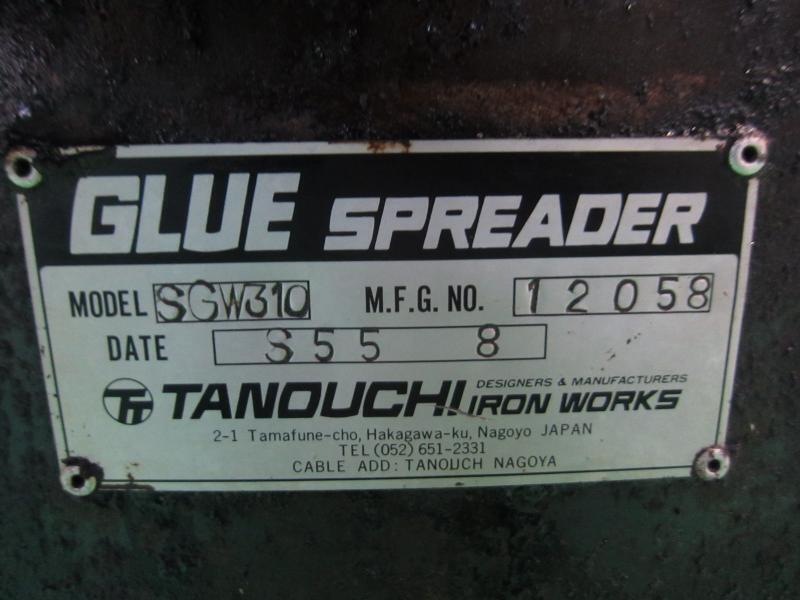 GLUE SPREADER
MODEL SGW310 M.F.G. NO. 12058
DATE S55 8
TT TANOUCHI IRON WORKS
DESIGNERS & MANUFACTURERS
2-1 Tamafune-cho, Hakagawa-ku, Nagoyo JAPAN
TEL (052) 651-2331
CABLE ADD: TANOUCH NAGOYA